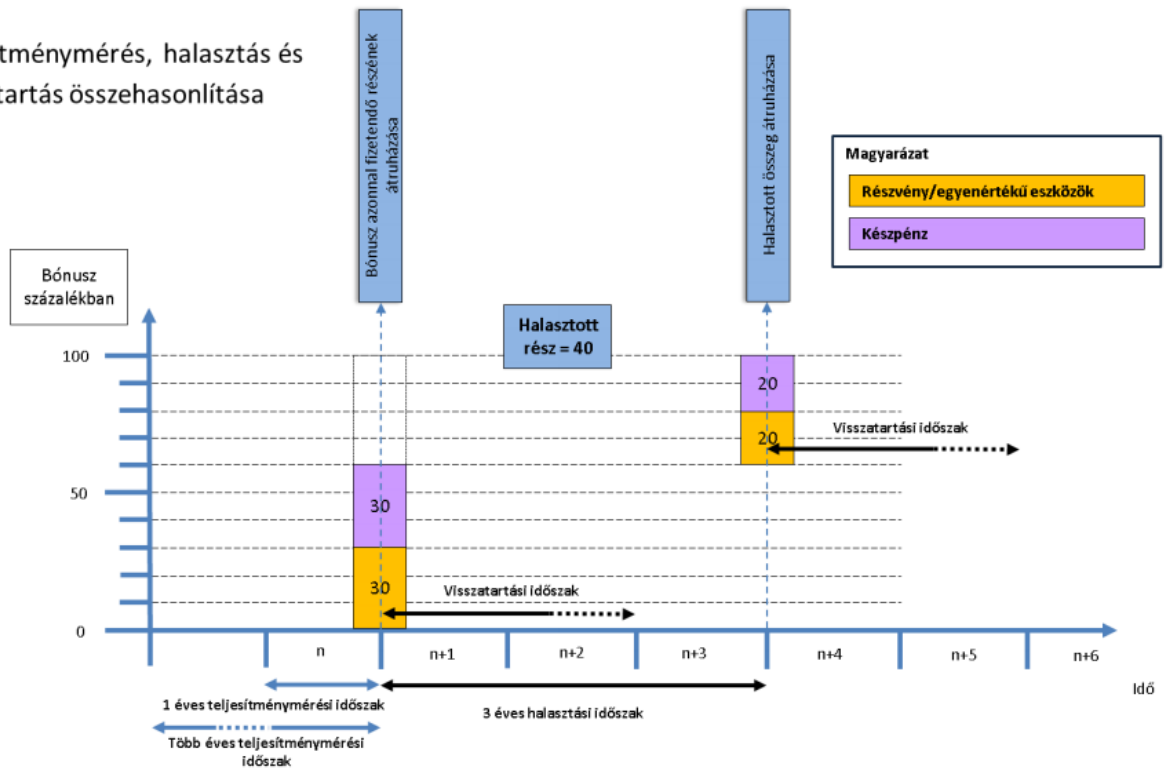 tménymérés, halasztás és
tartás összehasonlítása
Bónusz azonnal fizetendő részének
átruházása
Halasztott összeg átruházása
Magyarázat
Részvény/egyenértékű eszközök
Készpénz
Bónusz
százalékban
Halasztott
rész = 40
100
50
0
20
20
Visszatartási időszak
30
30
Visszatartási időszak
n
n+1
n+2
n+3
n+4
n+5
n+6
Idő
1 éves teljesítménymérési időszak
3 éves halasztási időszak
Több éves teljesítménymérési
időszak